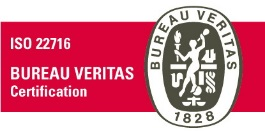 ISO 22716
BUREAU VERITAS
Certification
BUREAU VERITAS
1828